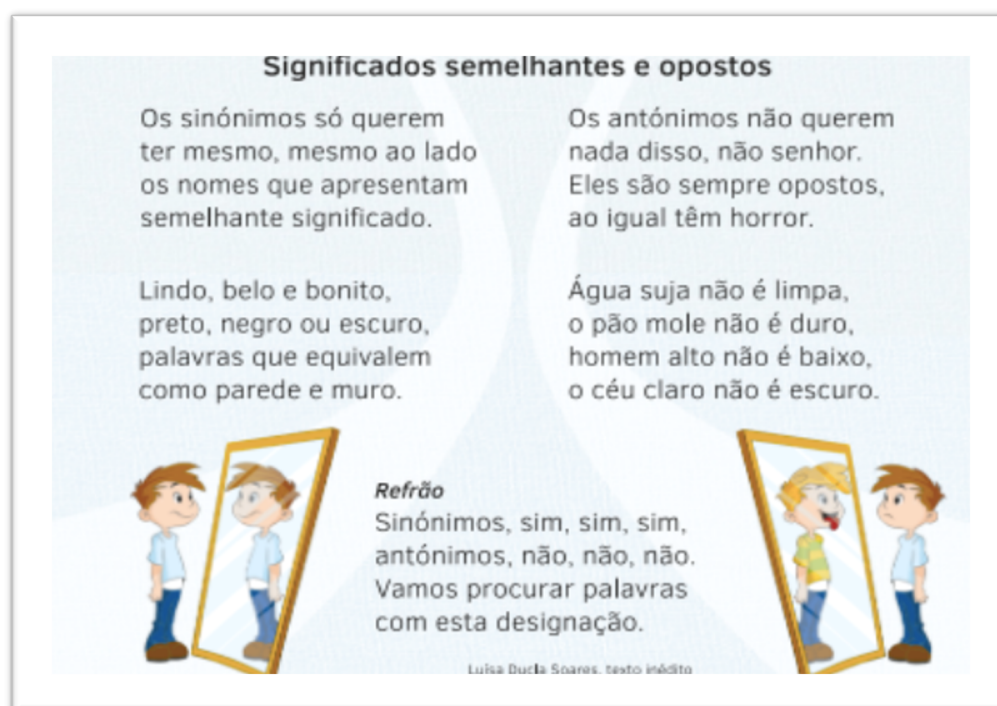 Significados semelhantes e opostos
Os sinónimos só querem
ter mesmo, mesmo ao lado
os nomes que apresentam
semelhante significado.
Lindo, belo e bonito,
preto, negro ou escuro,
palavras que equivalem
como parede e muro.
Os antónimos não querem
nada disso, não senhor.
Eles são sempre opostos,
ao igual têm horror.
Água suja não é limpa,
o pão mole não é duro,
homem alto não é baixo,
o céu claro não é escuro.
Refrão
Sinónimos, sim, sim, sim,
antónimos, não, não, não.
Vamos procurar palavras
com esta designação.
Luísa Ducla Soares, texto inédito